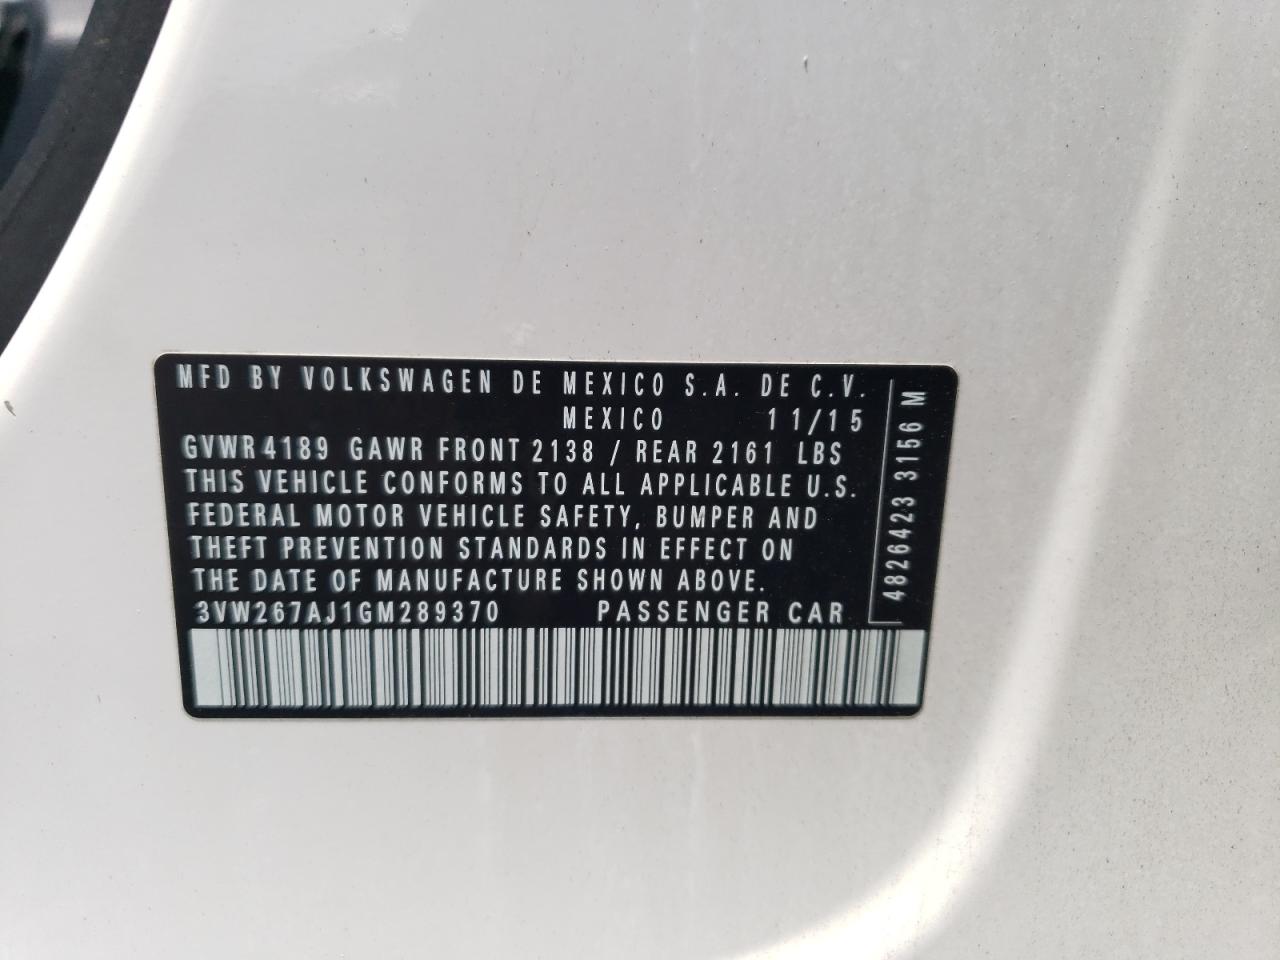 MFD BY VOLKSWAGEN DE MEXICO S.A. DE C.V.
MEXICO 11/15
GVWR 4189 GAWR FRONT 2138 / REAR 2161 LBS
THIS VEHICLE CONFORMS TO ALL APPLICABLE U.S.
FEDERAL MOTOR VEHICLE SAFETY, BUMPER AND
THEFT PREVENTION STANDARDS IN EFFECT ON
THE DATE OF MANUFACTURE SHOWN ABOVE.
3VW267AJ1GM289370 PASSENGER CAR
4826423 3156 M